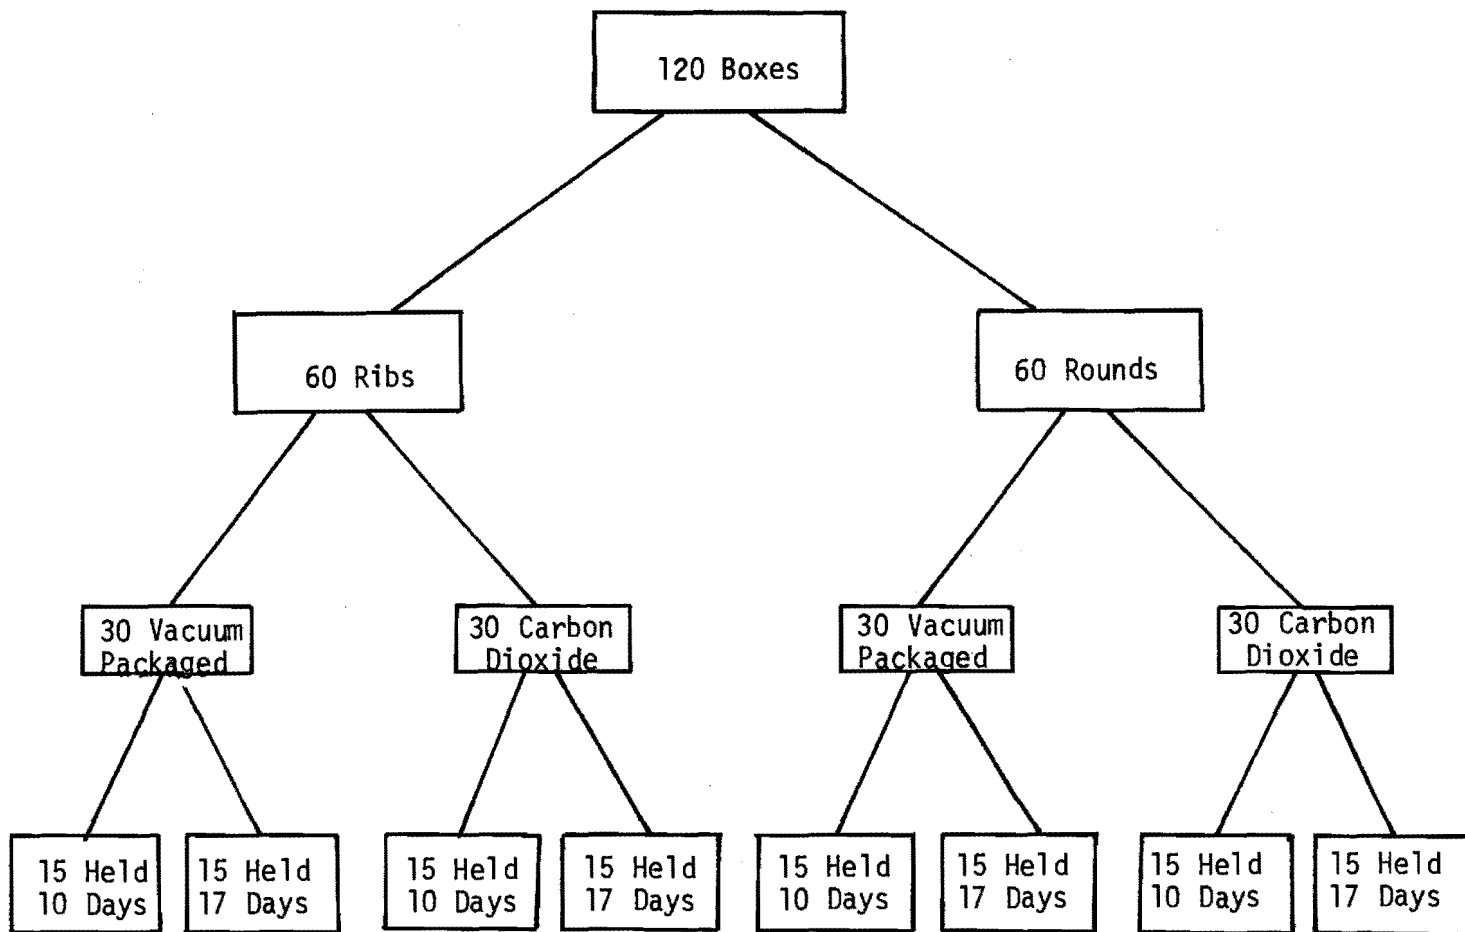 120 Boxes
60 Ribs
60 Rounds
30 Vacuum
Packaged
30 Carbon
Dioxide
30 Vacuum
Packaged
30 Carbon
Dioxide
15 Held
10 Days
15 Held
17 Days
15 Held
10 Days
15 Held
17 Days
15 Held
10 Days
15 Held
17 Days
15 Held
10 Days
15 Held
17 Days